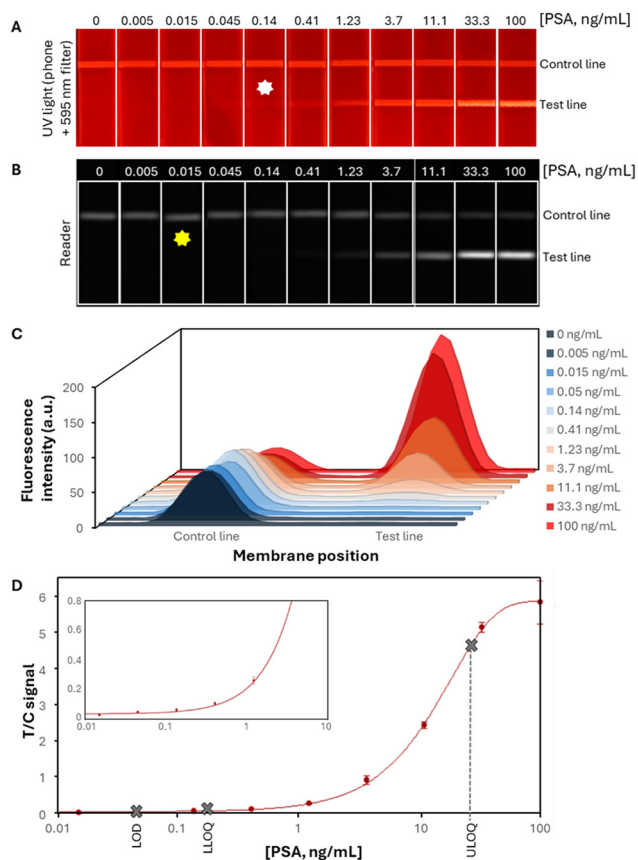 A
0 0.005 0.015 0.045 0.14 0.41 1.23 3.7 11.1 33.3 100 [PSA, ng/mL]
UV light (phone
+ 595 nm filter)
Control line
Test line
B
0 0.005 0.015 0.045 0.14 0.41 1.23 3.7 11.1 33.3 100 [PSA, ng/mL]
Reader
Control line
Test line
C
Fluorescence
intensity (a.u.)
200
150
100
50
0
Control line Test line
Membrane position
0 ng/mL
0.005 ng/mL
0.015 ng/mL
0.05 ng/mL
0.14 ng/mL
0.41 ng/mL
1.23 ng/mL
3.7 ng/mL
11.1 ng/mL
33.3 ng/mL
100 ng/mL
D
T/C signal
6
5
4
3
2
1
0
0.8
0.6
0.4
0.2
0
0.01 0.1 1 10
0.01 0.1 1 10 100
LOD LLOQ ULOQ
[PSA, ng/mL]